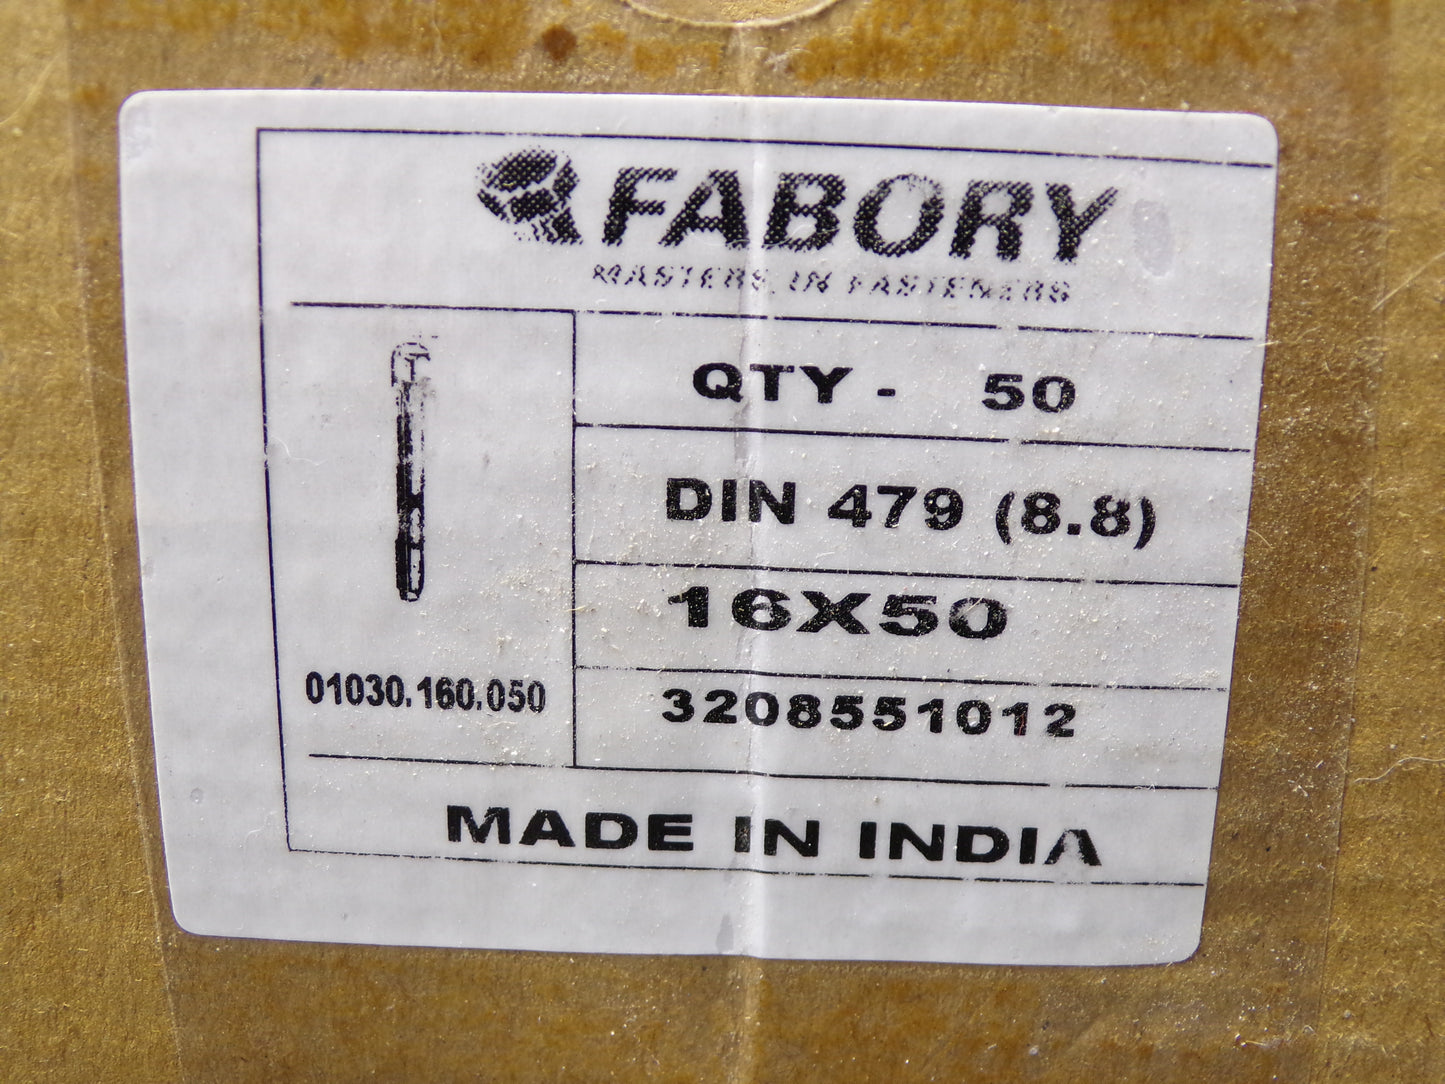 FABORY
MASTERS IN FASTENERS
QTY - 50
DIN 479 (8.8)
16X50
01030.160.050
3208551012
MADE IN INDIA